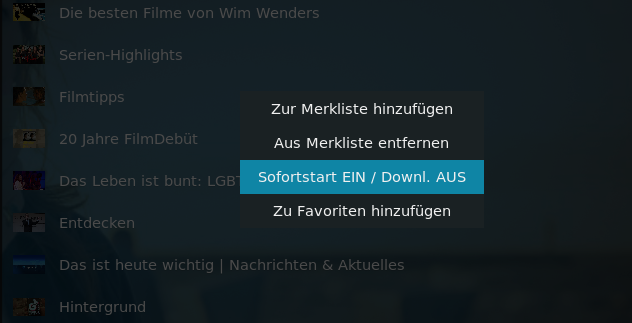 Die besten Filme von Wim Wenders
Serien-Highlights
Filmtipps
20 Jahre FilmDebüt
Das Leben ist bunt: LGBT
Entdecken
Das ist heute wichtig | Nachrichten & Aktuelles
Hintergrund
Zur Merkliste hinzufügen
Aus Merkliste entfernen
Sofortstart EIN / Downl. AUS
Zu Favoriten hinzufügen